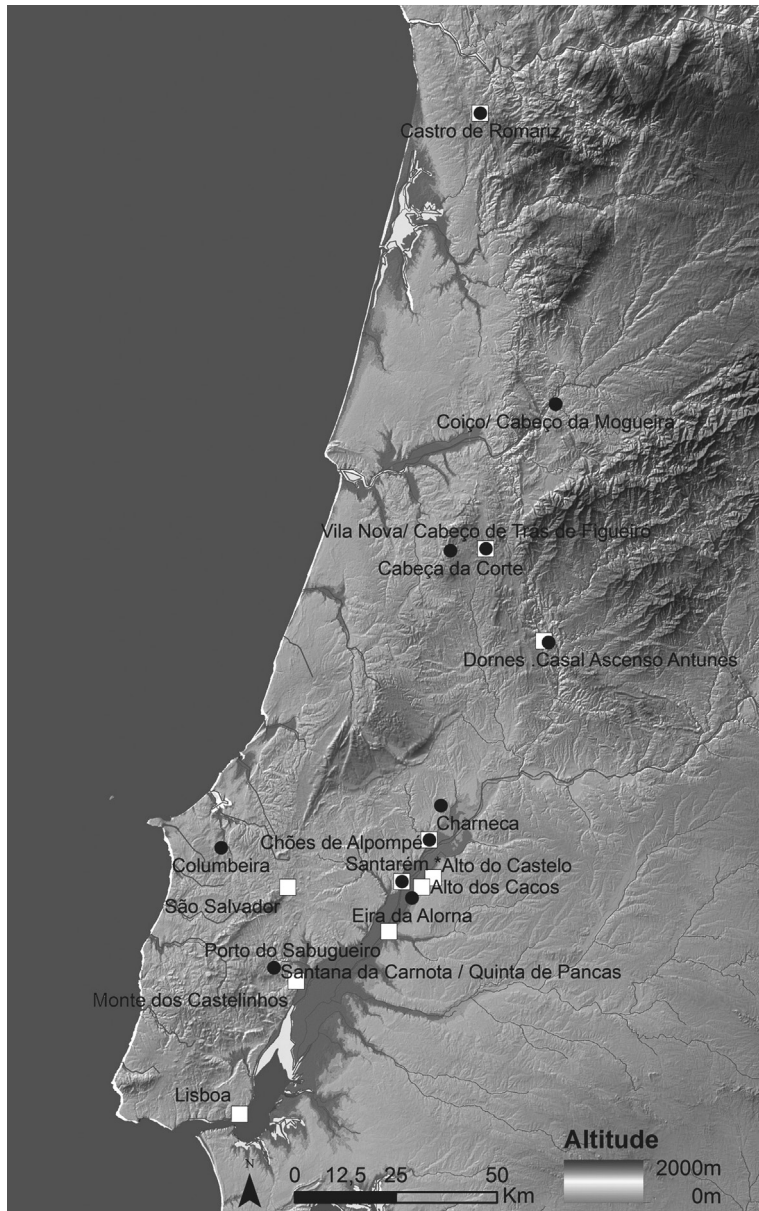 Castro de Romariz
Coiço/ Cabeço da Mogueira
Vila Nova/ Cabeço de Trás de Figueiró
Cabeça da Corte
Dornes .Casal Ascenso Antunes
Charneca
Chões de Alpompé
Columbeira
Santarém *Alto do Castelo
Alto dos Cacos
São Salvador
Eira da Alorna
Porto do Sabugueiro
Santana da Carnota / Quinta de Pancas
Monte dos Castelinhos
Lisboa
Altitude
N
0 12,5 25 50
Km
2000m
0m